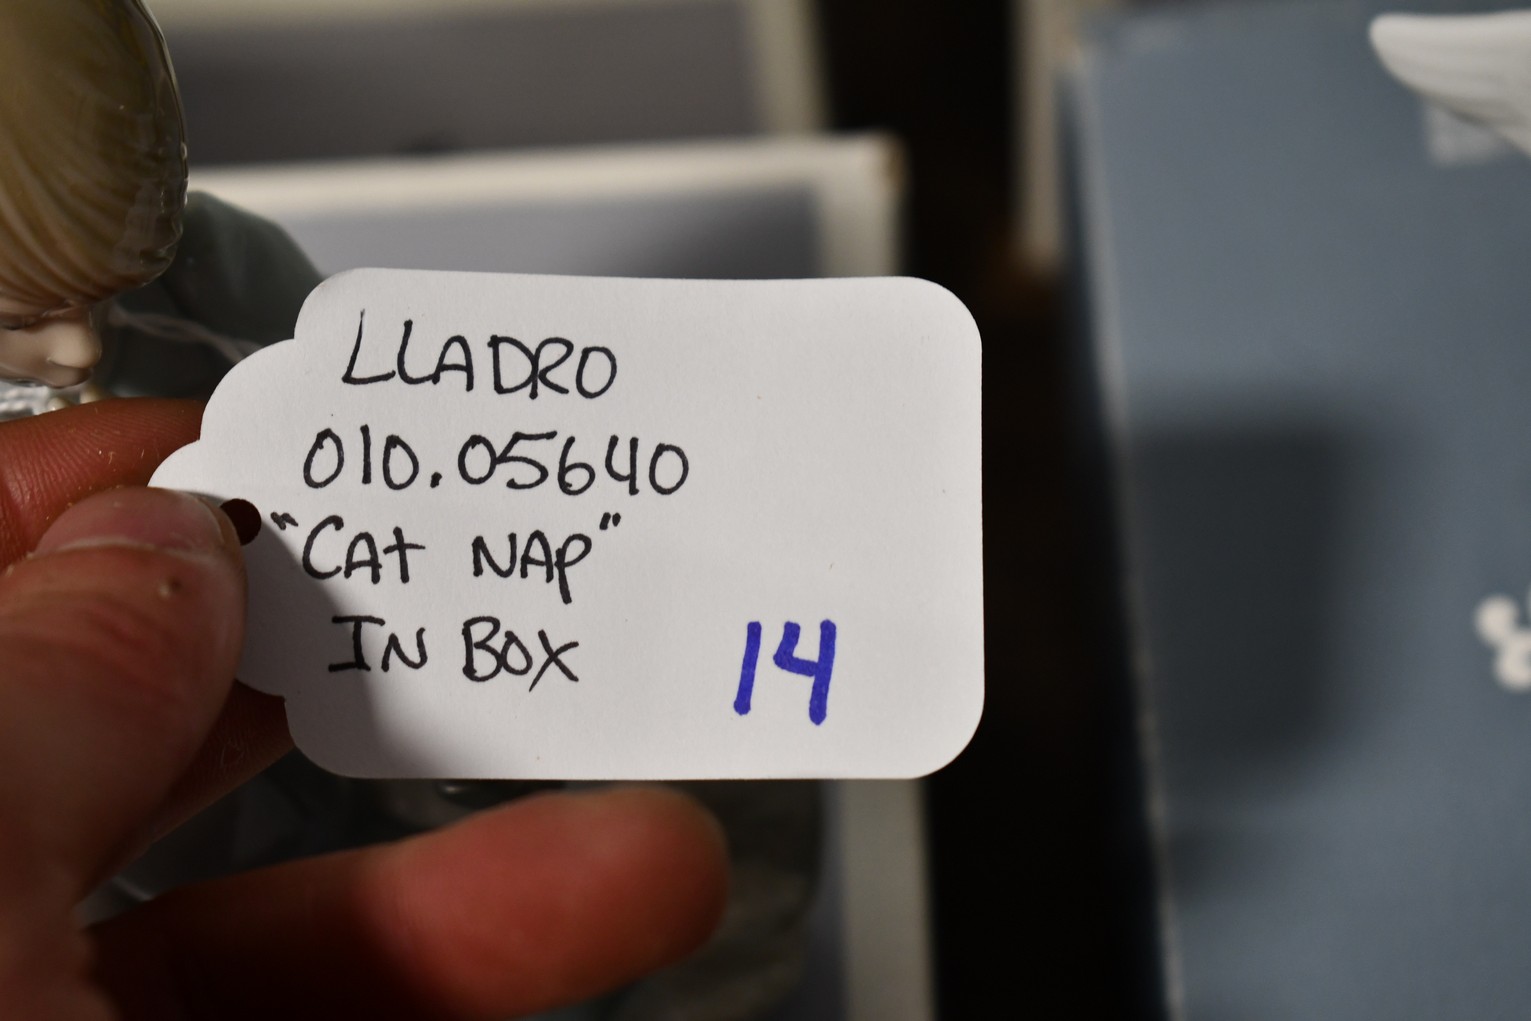 LLADRO
010.05640
"CAt NAP"
IN BOX
14